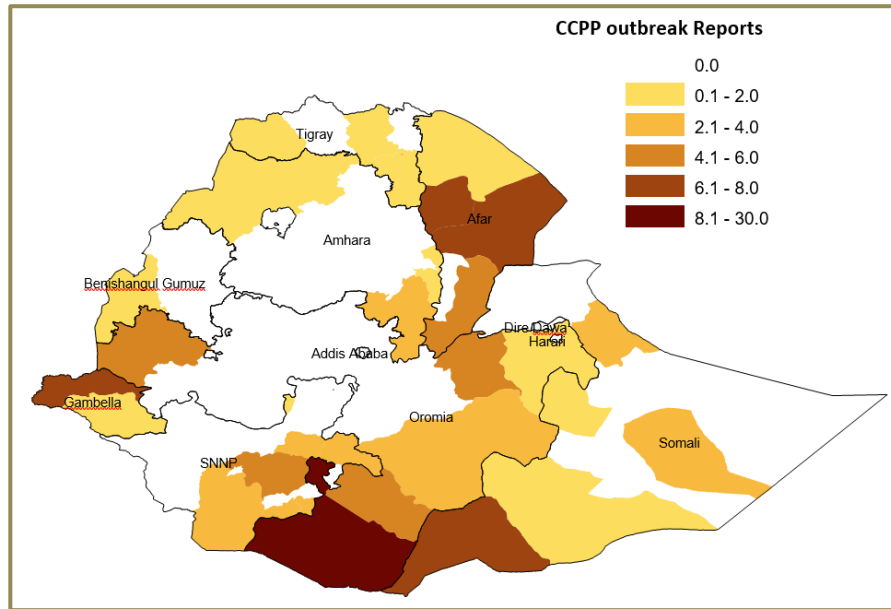 CCPP outbreak Reports
0.0
0.1 - 2.0
2.1 - 4.0
4.1 - 6.0
6.1 - 8.0
8.1 - 30.0
Tigray
Afar
Amhara
Benishangul Gumuz
Dire Dawa
Harari
Addis Ababa
Gambella
Oromia
Somali
SNNP